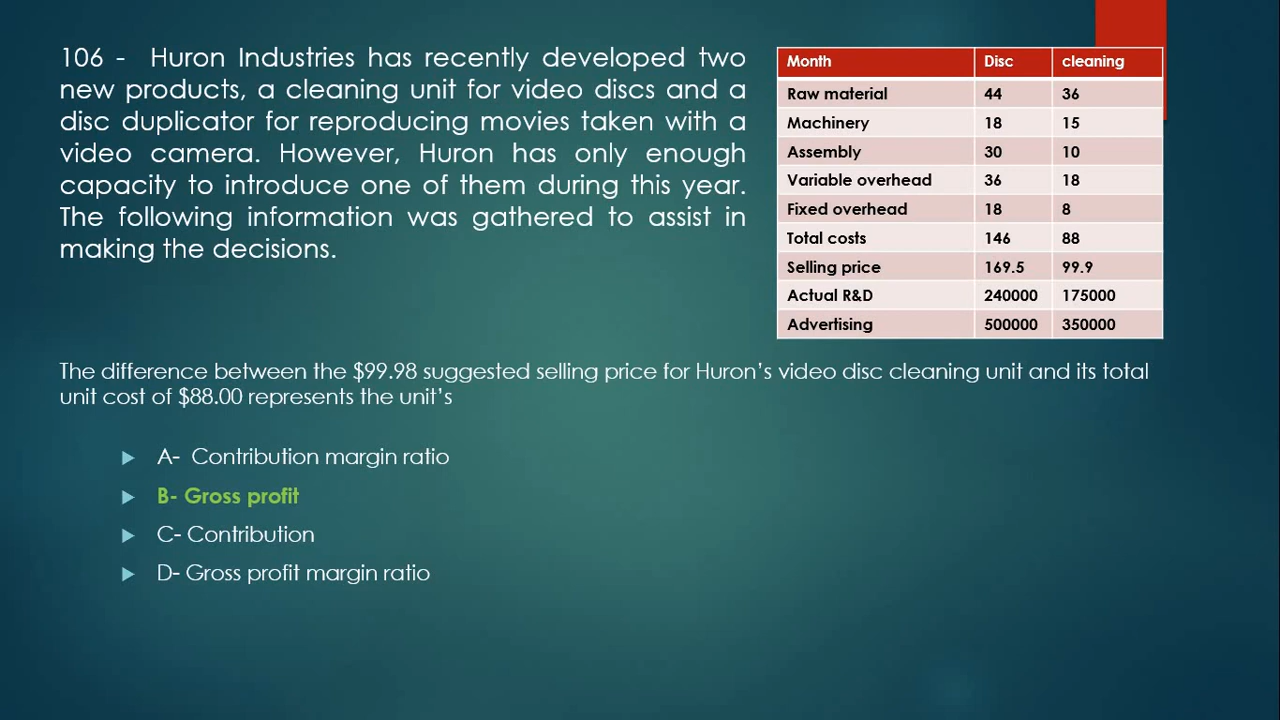 106 - Huron Industries has recently developed two
new products, a cleaning unit for video discs and a
disc duplicator for reproducing movies taken with a
video camera. However, Huron has only enough
capacity to introduce one of them during this year.
The following information was gathered to assist in
making the decisions.
Month Disc cleaning
Raw material 44 36
Machinery 18 15
Assembly 30 10
Variable overhead 36 18
Fixed overhead 18 8
Total costs 146 88
Selling price 169.5 99.9
Actual R&D 240000 175000
Advertising 500000 350000
The difference between the $99.98 suggested selling price for Huron's video disc cleaning unit and its total
unit cost of $88.00 represents the unit's
A- Contribution margin ratio
B- Gross profit
C- Contribution
D- Gross profit margin ratio